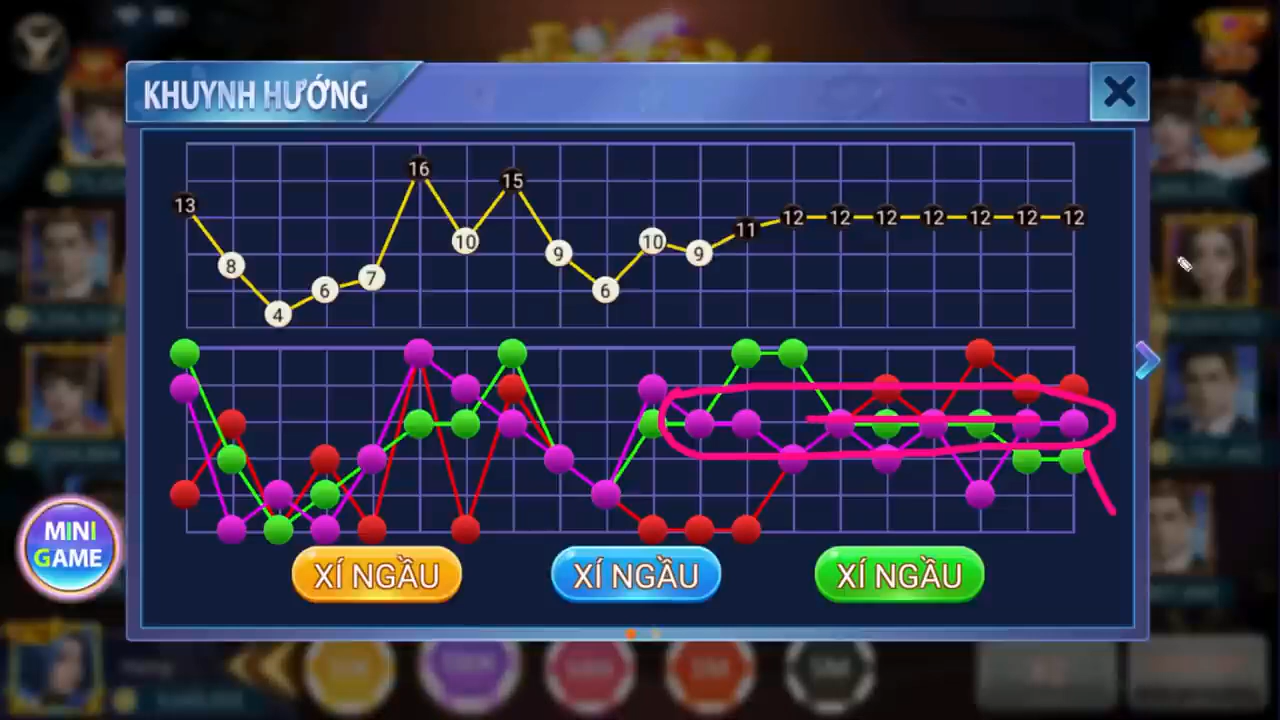 KHUYNH HƯỚNG
16
15
13
12 12 12 12 12 12 12
11
10 10
9 9
8
7
6 6
4
MINI
GAME
XÍ NGẦU XÍ NGẦU XÍ NGẦU